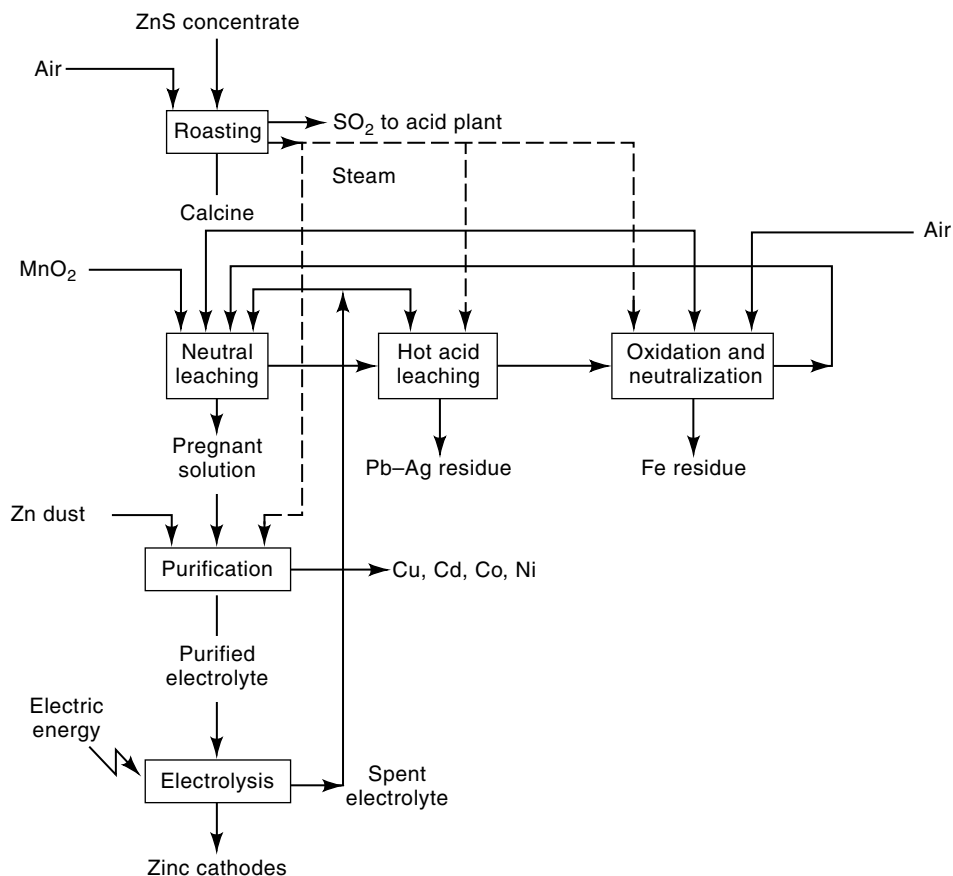 ZnS concentrate
Air
Roasting
SO₂ to acid plant
Steam
Calcine
Air
MnO₂
Neutral
leaching
Hot acid
leaching
Oxidation and
neutralization
Pregnant
solution
Pb–Ag residue
Fe residue
Zn dust
Purification
Cu, Cd, Co, Ni
Purified
electrolyte
Electric
energy
Electrolysis
Spent
electrolyte
Zinc cathodes